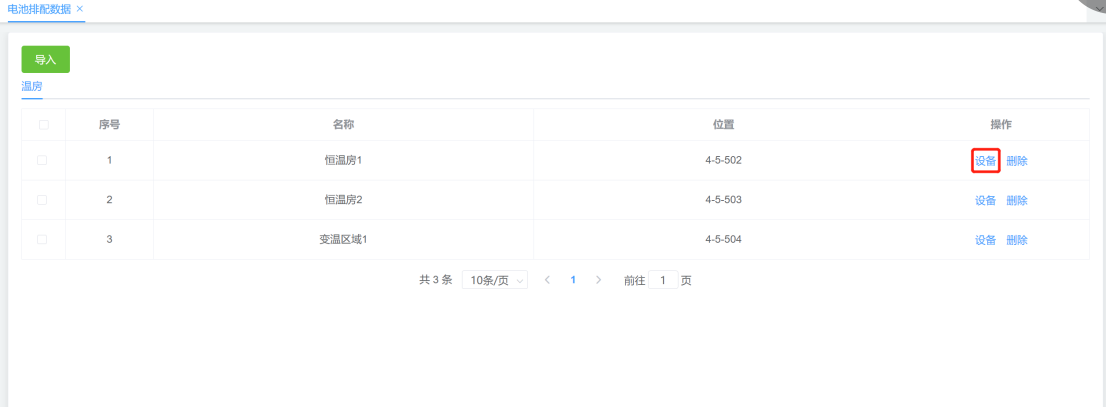 电池排配数据 ×
导入
温房
序号 名称 位置 操作
1 恒温房1 4-5-502 设备 删除
2 恒温房2 4-5-503 设备 删除
3 变温区域1 4-5-504 设备 删除
共 3 条 10条/页 < 1 > 前往 1 页